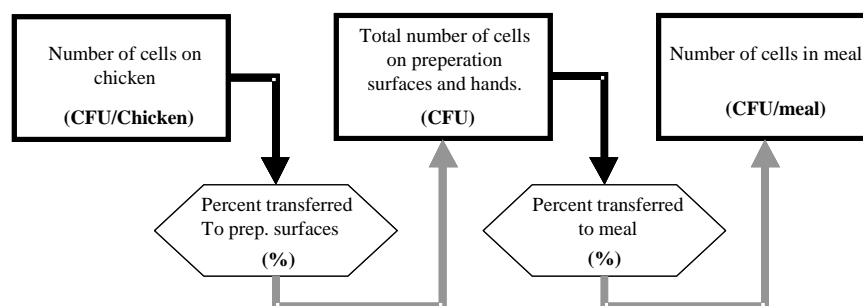 Number of cells on
chicken
(CFU/Chicken)
Total number of cells
on preperation
surfaces and hands.
(CFU)
Number of cells in meal
(CFU/meal)
Percent transferred
To prep. surfaces
(%)
Percent transferred
to meal
(%)